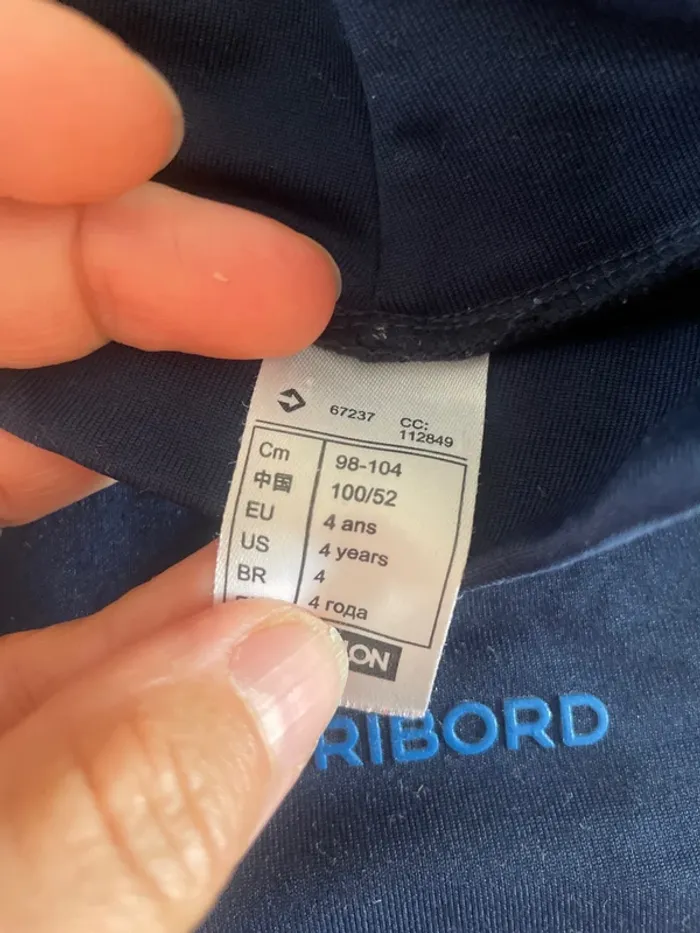 67237 CC:
112849
Cm 98-104
中国 100/52
EU 4 ans
US 4 years
BR 4
4 года
ON
RIBORD